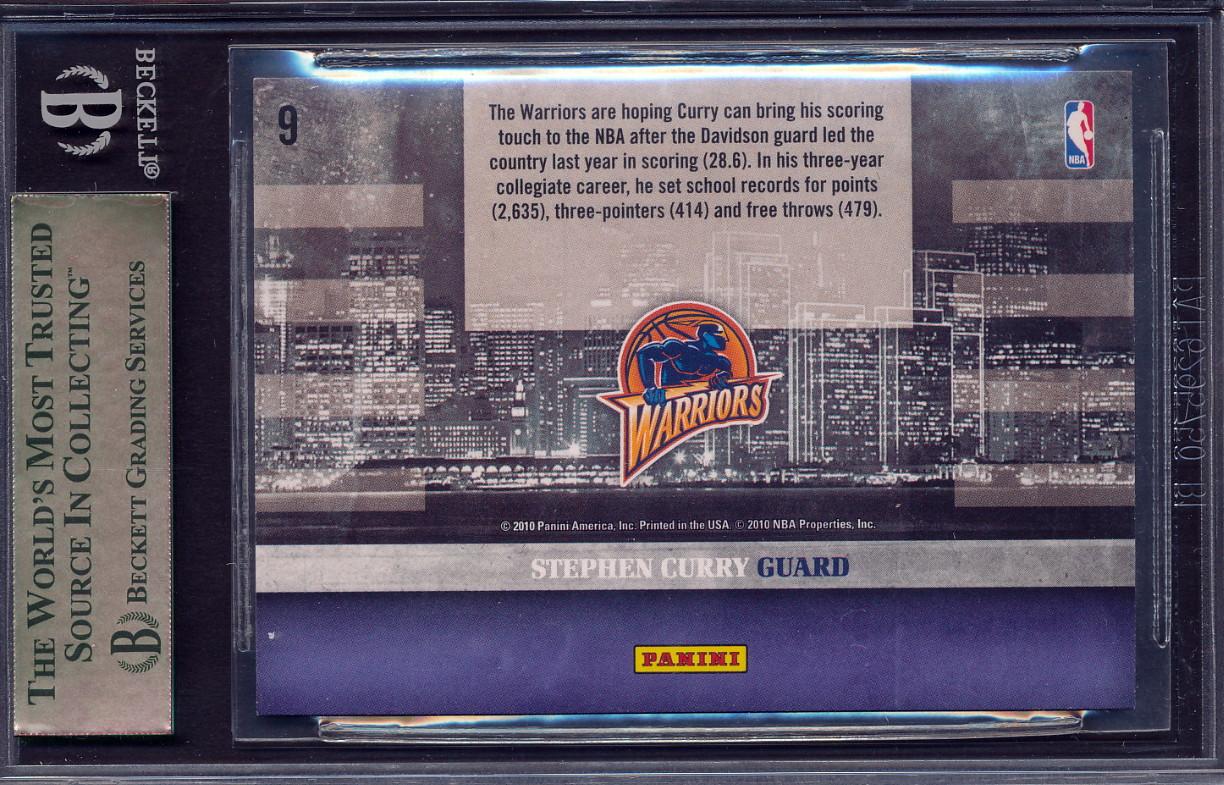 BECKETT®
B
THE WORLD'S MOST TRUSTED
SOURCE IN COLLECTING™
B BECKETT GRADING SERVICES
9
The Warriors are hoping Curry can bring his scoring
touch to the NBA after the Davidson guard led the
country last year in scoring (28.6). In his three-year
collegiate career, he set school records for points
(2,635), three-pointers (414) and free throws (479).
NBA
WARRIORS
© 2010 Panini America, Inc. Printed in the USA. © 2010 NBA Properties, Inc.
STEPHEN CURRY GUARD
PANINI